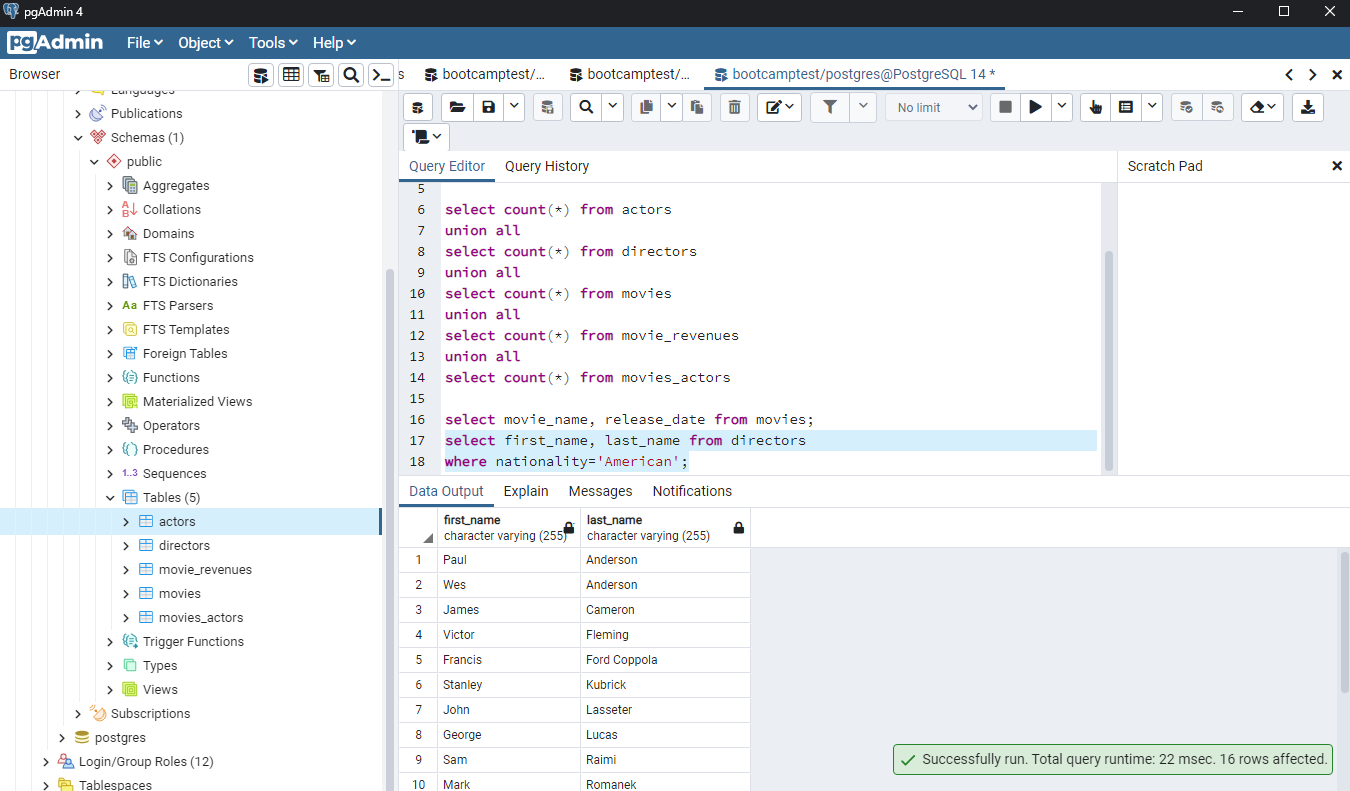 pgAdmin 4
pgAdmin
File Object Tools Help
Browser
bootcamptest/...
bootcamptest/...
bootcamptest/postgres@PostgreSQL 14 *
No limit
Languages
Publications
Schemas (1)
public
Aggregates
Collations
Domains
FTS Configurations
FTS Dictionaries
Aa FTS Parsers
FTS Templates
Foreign Tables
Functions
Materialized Views
Operators
Procedures
1..3 Sequences
Tables (5)
actors
directors
movie_revenues
movies
movies_actors
Trigger Functions
Types
Views
Subscriptions
postgres
Login/Group Roles (12)
Tablespaces
Query Editor Query History
Scratch Pad
5
6 select count(*) from actors
7 union all
8 select count(*) from directors
9 union all
10 select count(*) from movies
11 union all
12 select count(*) from movie_revenues
13 union all
14 select count(*) from movies_actors
15
16 select movie_name, release_date from movies;
17 select first_name, last_name from directors
18 where nationality='American';
Data Output Explain Messages Notifications
first_name last_name
character varying (255) character varying (255)
1 Paul Anderson
2 Wes Anderson
3 James Cameron
4 Victor Fleming
5 Francis Ford Coppola
6 Stanley Kubrick
7 John Lasseter
8 George Lucas
9 Sam Raimi
10 Mark Romanek
Successfully run. Total query runtime: 22 msec. 16 rows affected.